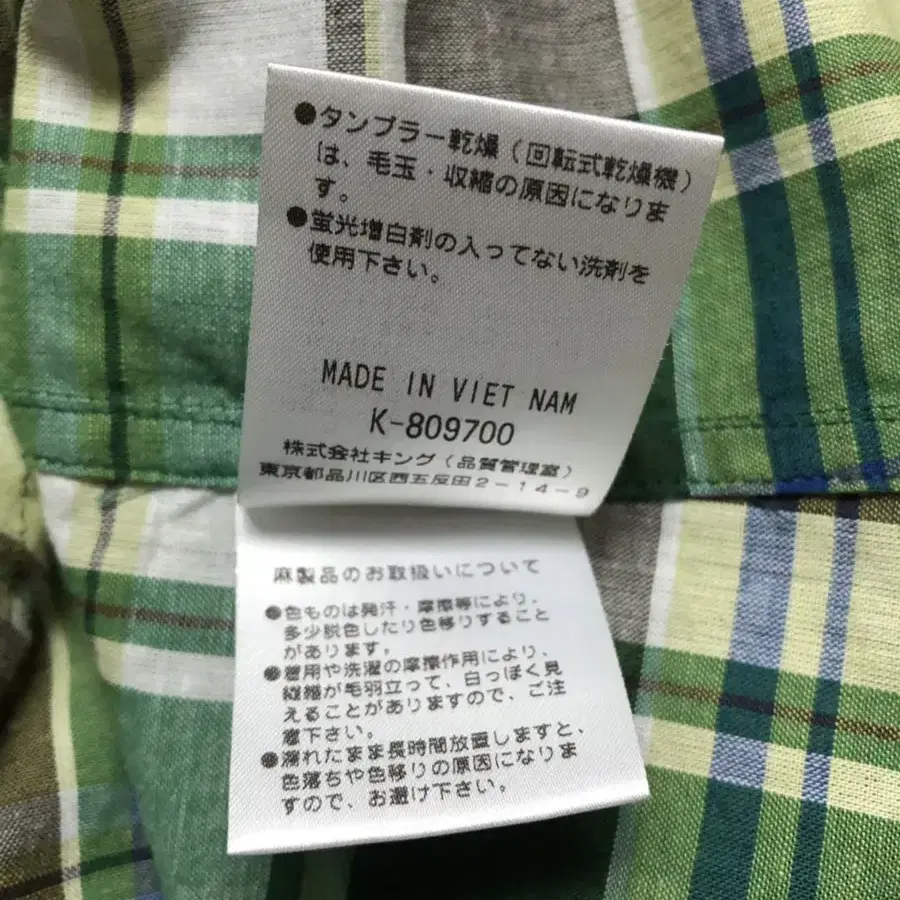 ●タンブラー乾燥(回転式乾燥機)
は、毛玉・収縮の原因になりま
す。
●蛍光増白剤の入ってない洗剤を
使用下さい。
MADE IN VIET NAM
K-809700
株式会社キング(品質管理室)
東京都品川区西五反田2-14-9
麻製品のお取扱いについて
●色ものは発汗・摩擦等により、
多少脱色したり色移りすること
があります。
●着用や洗濯の摩擦作用により、
繊維が毛羽立って、白っぽく見
えることがありますので、ご注
意下さい。
●濡れたまま長時間放置しますと、
色落ちや色移りの原因になりま
すので、お避け下さい。